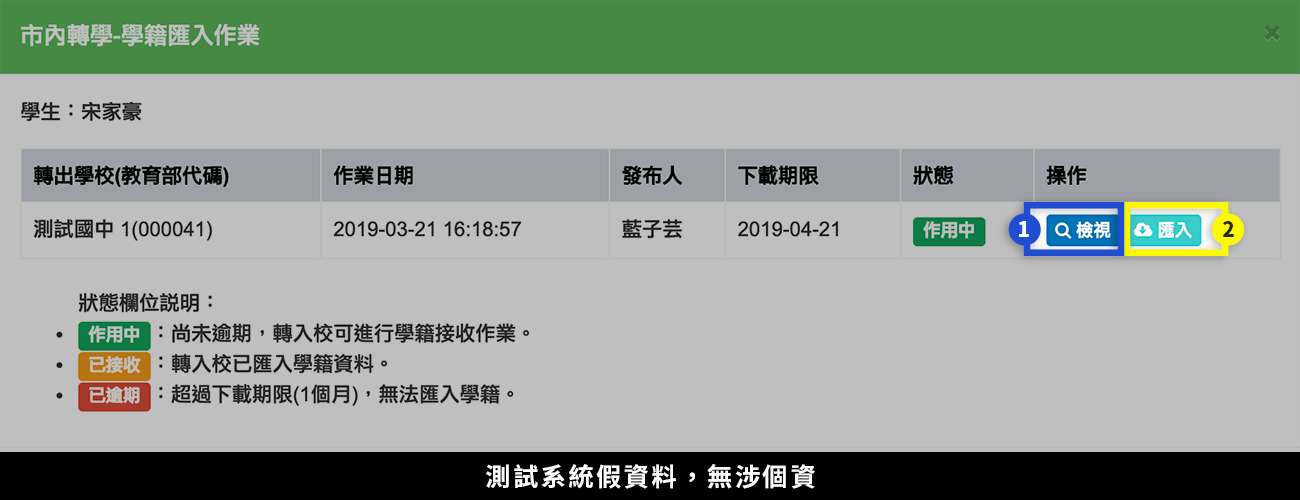 市內轉學-學籍匯入作業
×
學生：宋家豪
轉出學校(教育部代碼) 作業日期 發布人 下載期限 狀態 操作
測試國中 1(000041) 2019-03-21 16:18:57 藍子芸 2019-04-21 作用中 1 檢視 匯入 2
狀態欄位說明：
• 作用中：尚未逾期，轉入校可進行學籍接收作業。
• 已接收：轉入校已匯入學籍資料。
• 已逾期：超過下載期限(1個月)，無法匯入學籍。
測試系統假資料，無涉個資